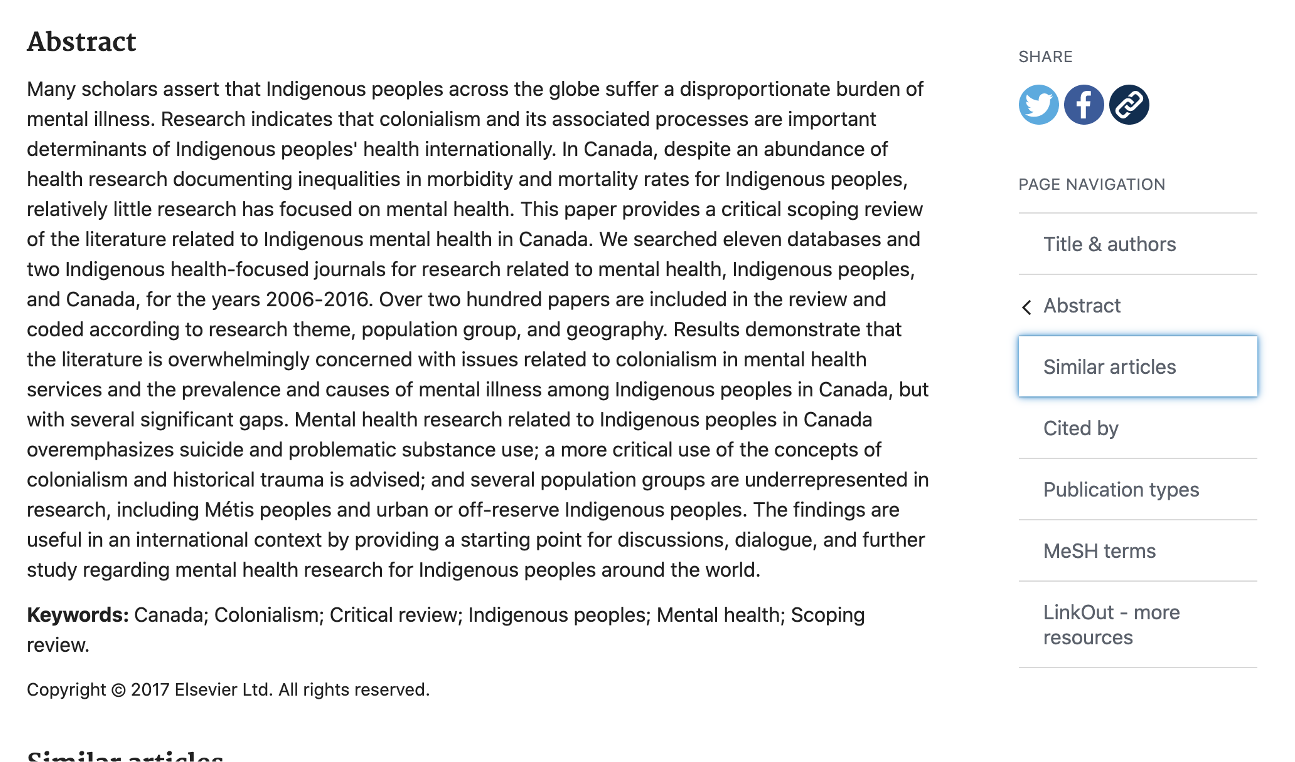 Abstract
Many scholars assert that Indigenous peoples across the globe suffer a disproportionate burden of
mental illness. Research indicates that colonialism and its associated processes are important
determinants of Indigenous peoples' health internationally. In Canada, despite an abundance of
health research documenting inequalities in morbidity and mortality rates for Indigenous peoples,
relatively little research has focused on mental health. This paper provides a critical scoping review
of the literature related to Indigenous mental health in Canada. We searched eleven databases and
two Indigenous health-focused journals for research related to mental health, Indigenous peoples,
and Canada, for the years 2006-2016. Over two hundred papers are included in the review and
coded according to research theme, population group, and geography. Results demonstrate that
the literature is overwhelmingly concerned with issues related to colonialism in mental health
services and the prevalence and causes of mental illness among Indigenous peoples in Canada, but
with several significant gaps. Mental health research related to Indigenous peoples in Canada
overemphasizes suicide and problematic substance use; a more critical use of the concepts of
colonialism and historical trauma is advised; and several population groups are underrepresented in
research, including Métis peoples and urban or off-reserve Indigenous peoples. The findings are
useful in an international context by providing a starting point for discussions, dialogue, and further
study regarding mental health research for Indigenous peoples around the world.
Keywords: Canada; Colonialism; Critical review; Indigenous peoples; Mental health; Scoping
review.
Copyright © 2017 Elsevier Ltd. All rights reserved.
Similar articles
SHARE
PAGE NAVIGATION
Title & authors
Abstract
Similar articles
Cited by
Publication types
MeSH terms
LinkOut - more
resources